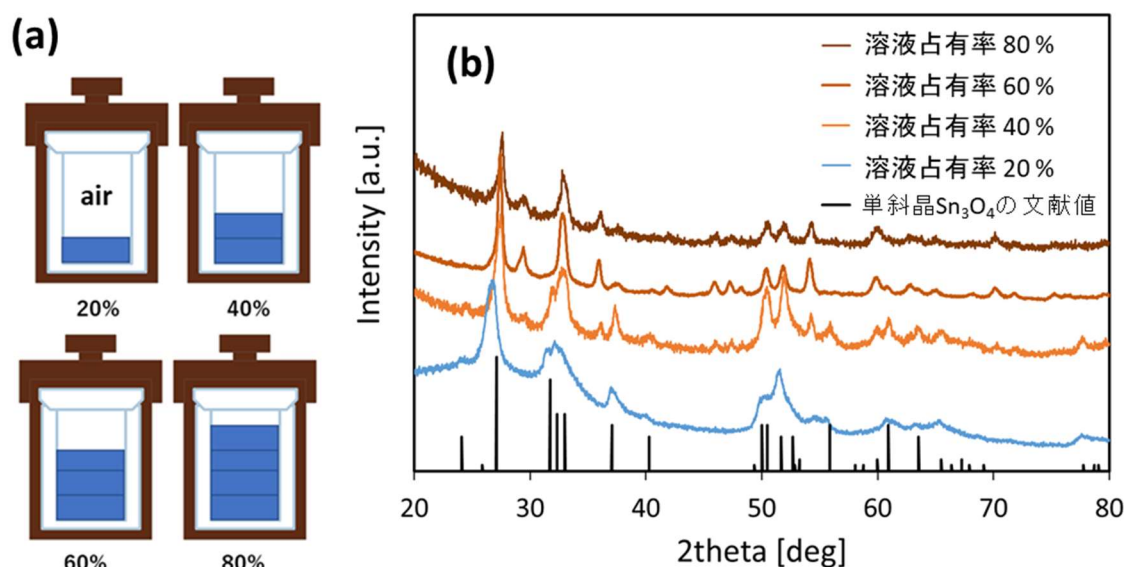 (a)
air
20%
40%
60%
80%
(b)
溶液占有率 80 %
溶液占有率 60 %
溶液占有率 40 %
溶液占有率 20 %
単斜晶Sn₃O₄の文献値
Intensity [a.u.]
20 30 40 50 60 70 80
2theta [deg]